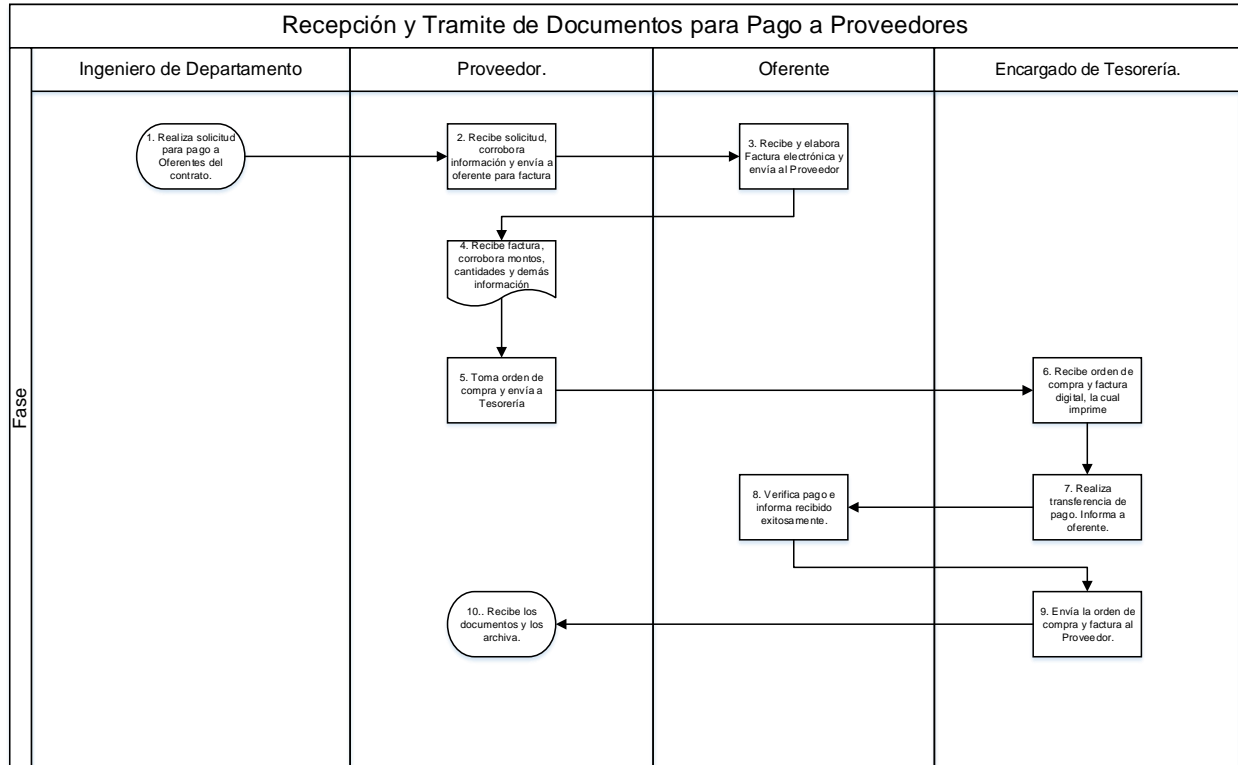 Recepción y Tramite de Documentos para Pago a Proveedores
Fase
Ingeniero de Departamento
Proveedor.
Oferente
Encargado de Tesorería.
1. Realiza solicitud
para pago a
Oferentes del
contrato.
2. Recibe solicitud,
corrobora
información y envía a
oferente para factura
3. Recibe y elabora
Factura electrónica y
envía al Proveedor
4. Recibe factura,
corrobora montos,
cantidades y demás
información
5. Toma orden de
compra y envía a
Tesorería
6. Recibe orden de
compra y factura
digital, la cual
imprime
7. Realiza
transferencia de
pago. Informa a
oferente.
8. Verifica pago e
informa recibido
exitosamente.
9. Envía la orden de
compra y factura al
Proveedor.
10.. Recibe los
documentos y los
archiva.